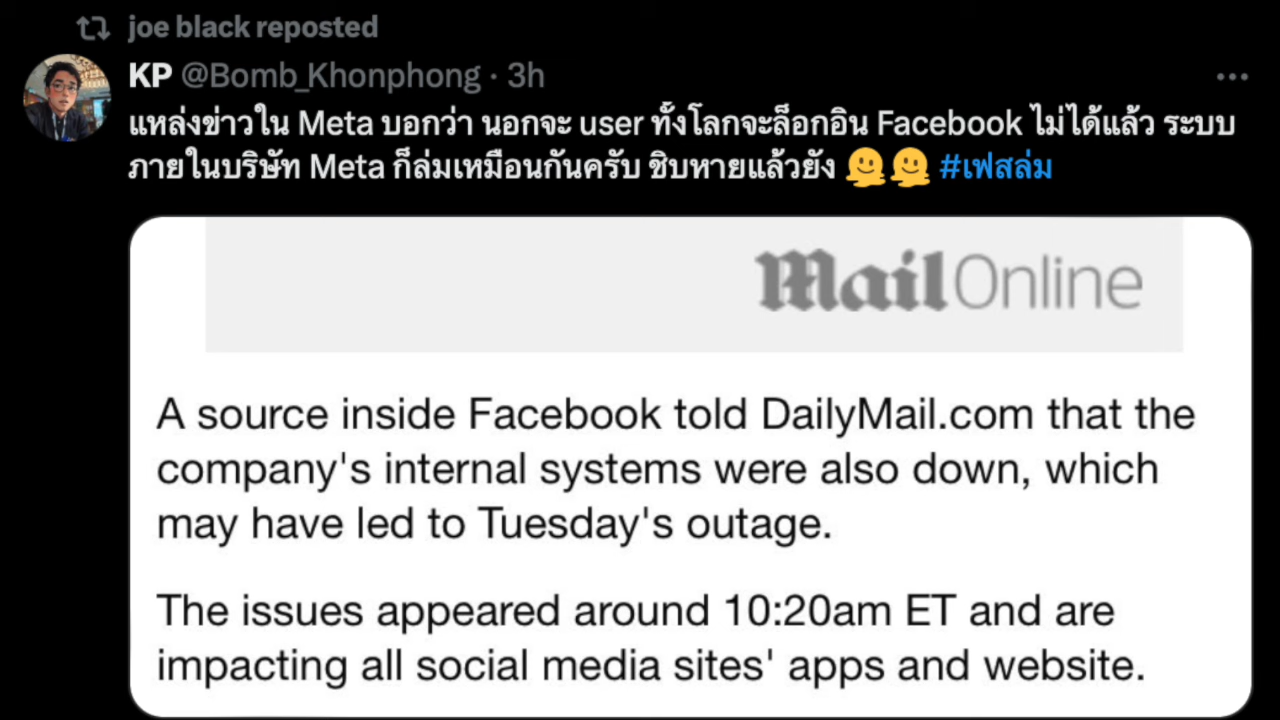 joe black reposted
KP @Bomb_Khonphong · 3h
แหล่งข่าวใน Meta บอกว่า นอกจะ user ทั้งโลกจะล็อกอิน Facebook ไม่ได้แล้ว ระบบ
ภายในบริษัท Meta ก็ล่มเหมือนกันครับ ชิบหายแล้วยัง 🫠🫠 #เฟสล่ม
Mail Online
A source inside Facebook told DailyMail.com that the
company's internal systems were also down, which
may have led to Tuesday's outage.
The issues appeared around 10:20am ET and are
impacting all social media sites' apps and website.